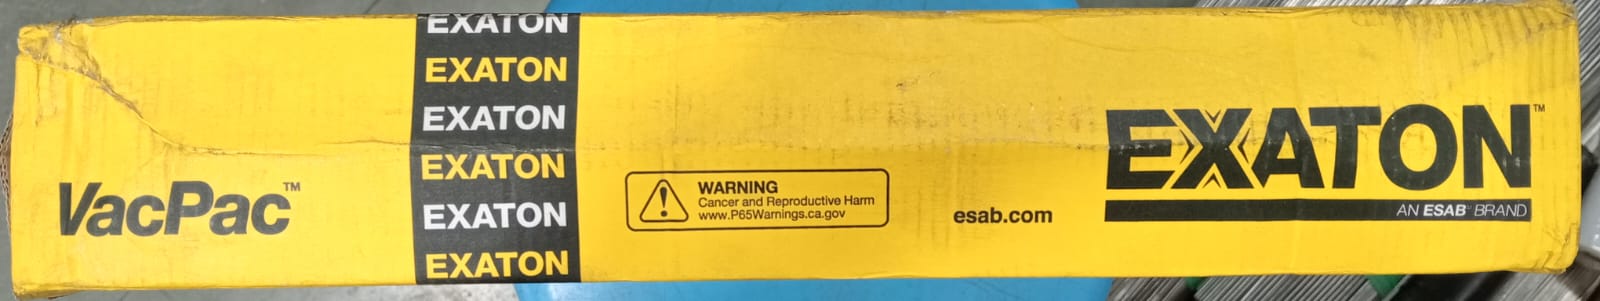 VacPac™
EXATON
EXATON
EXATON
EXATON
EXATON
EXATON
WARNING
Cancer and Reproductive Harm
www.P65Warnings.ca.gov
esab.com
EXATON™
AN ESAB™ BRAND